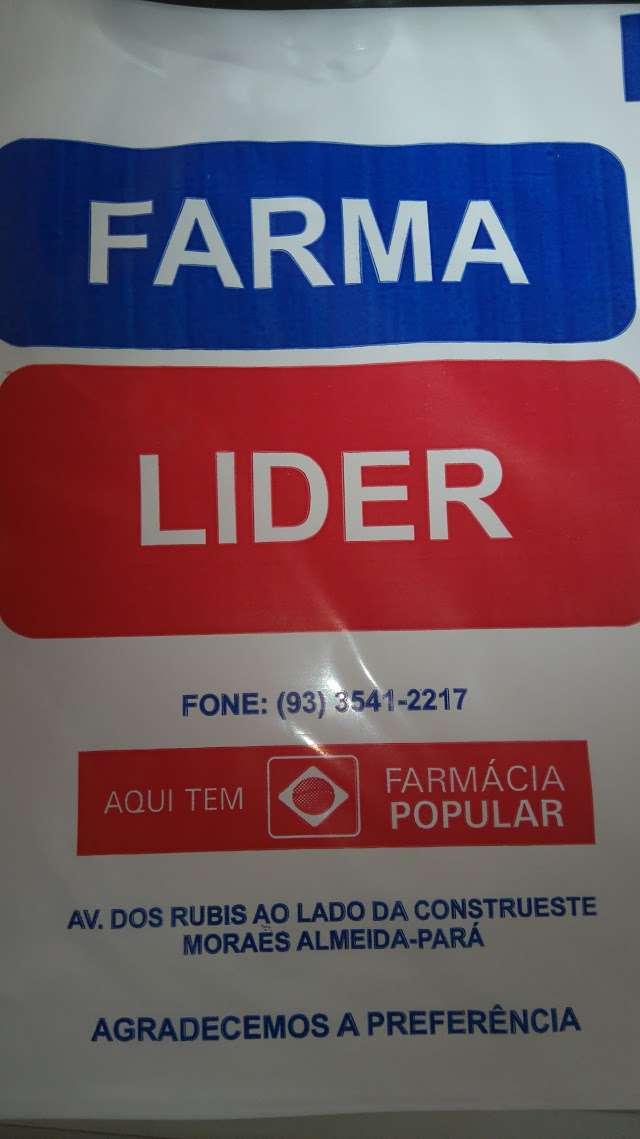 FARMA
LIDER
FONE: (93) 3541-2217
AQUI TEM
FARMÁCIA
POPULAR
AV. DOS RUBIS AO LADO DA CONSTRUESTE
MORAES ALMEIDA-PARÁ
AGRADECEMOS A PREFERÊNCIA